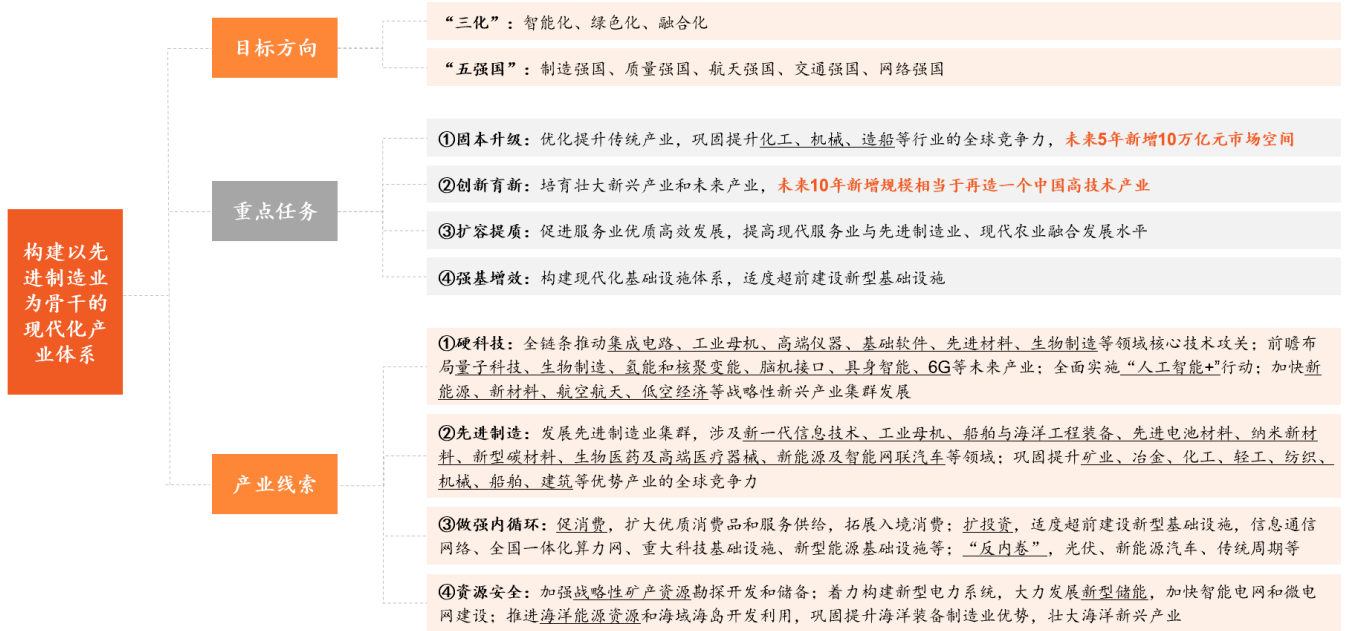 构建以先
进制造业
为骨干的
现代化产
业体系
目标方向
“三化”：智能化、绿色化、融合化
“五强国”：制造强国、质量强国、航天强国、交通强国、网络强国
重点任务
①固本升级：优化提升传统产业，巩固提升化工、机械、造船等行业的全球竞争力，未来5年新增10万亿元市场空间
②创新育新：培育壮大新兴产业和未来产业，未来10年新增规模相当于再造一个中国高技术产业
③扩容提质：促进服务业优质高效发展，提高现代服务业与先进制造业、现代农业融合发展水平
④强基增效：构建现代化基础设施体系，适度超前建设新型基础设施
产业线索
①硬科技：全链条推动集成电路、工业母机、高端仪器、基础软件、先进材料、生物制造等领域核心技术攻关；前瞻布
局量子科技、生物制造、氢能和核聚变能、脑机接口、具身智能、6G等未来产业；全面实施“人工智能+”行动；加快新
能源、新材料、航空航天、低空经济等战略性新兴产业集群发展
②先进制造：发展先进制造业集群，涉及新一代信息技术、工业母机、船舶与海洋工程装备、先进电池材料、纳米新材
料、新型碳材料、生物医药及高端医疗器械、新能源及智能网联汽车等领域；巩固提升矿业、冶金、化工、轻工、纺织、
机械、船舶、建筑等优势产业的全球竞争力
③做强内循环：促消费，扩大优质消费品和服务供给，拓展入境消费；扩投资，适度超前建设新型基础设施，信息通信
网络、全国一体化算力网、重大科技基础设施、新型能源基础设施等；“反内卷”，光伏、新能源汽车、传统周期等
④资源安全：加强战略性矿产资源勘探开发和储备；着力构建新型电力系统，大力发展新型储能，加快智能电网和微电
网建设；推进海洋能源资源和海域海岛开发利用，巩固提升海洋装备制造业优势，壮大海洋新兴产业